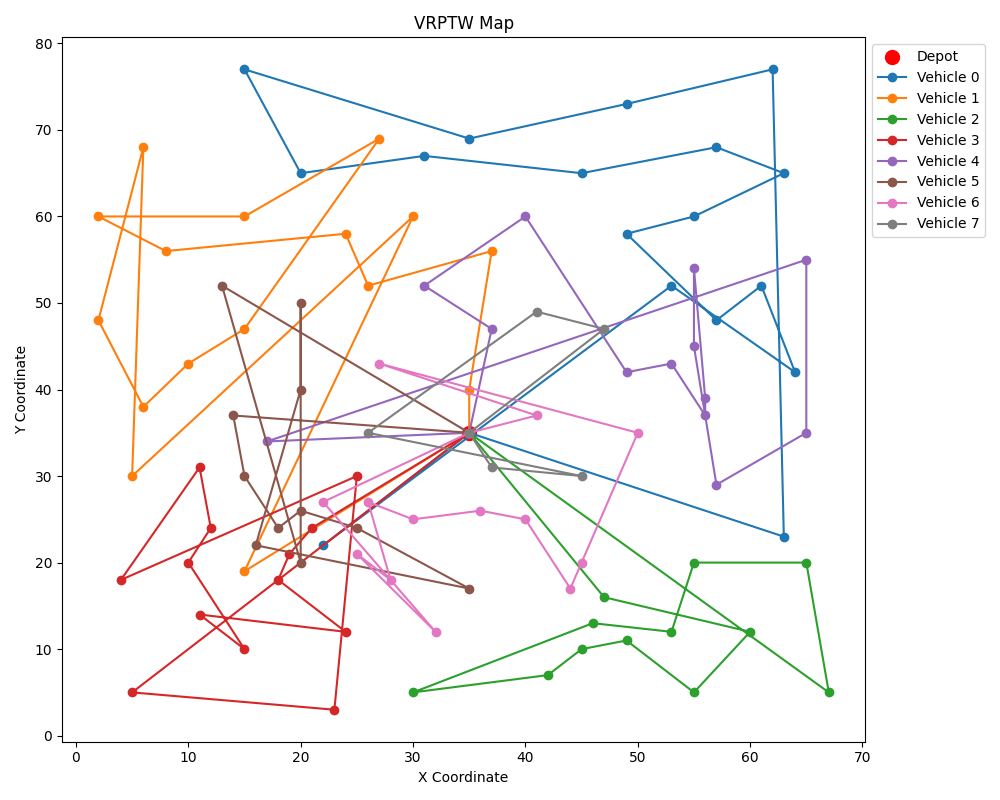 VRPTW Map
80
70
60
50
40
30
20
10
0
Y Coordinate
0 10 20 30 40 50 60 70
X Coordinate
Depot
Vehicle 0
Vehicle 1
Vehicle 2
Vehicle 3
Vehicle 4
Vehicle 5
Vehicle 6
Vehicle 7